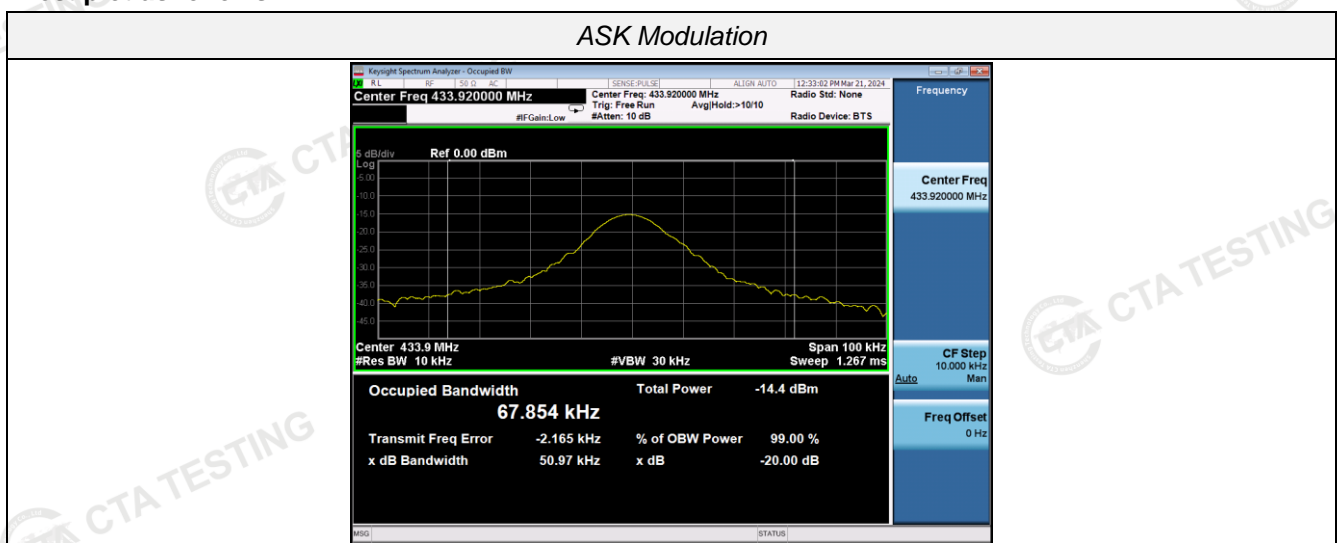 ASK Modulation
Keysight Spectrum Analyzer - Occupied BW
RL RF 50 Ω AC SENSE:PULSE ALIGN AUTO 12:33:02 PM Mar 21, 2024
Center Freq 433.920000 MHz Center Freq: 433.920000 MHz Radio Std: None
Trig: Free Run Avg|Hold:>10/10
#IFGain:Low #Atten: 10 dB Radio Device: BTS
Frequency
5 dB/div Ref 0.00 dBm
Log
-5.00
-10.0
-15.0
-20.0
-25.0
-30.0
-35.0
-40.0
-45.0
Center Freq
433.920000 MHz
Center 433.9 MHz Span 100 kHz
#Res BW 10 kHz #VBW 30 kHz Sweep 1.267 ms
CF Step
10.000 kHz
Auto Man
Occupied Bandwidth Total Power -14.4 dBm
67.854 kHz
Freq Offset
0 Hz
Transmit Freq Error -2.165 kHz % of OBW Power 99.00 %
x dB Bandwidth 50.97 kHz x dB -20.00 dB
MSG STATUS
CTA TESTING
CTA TESTING